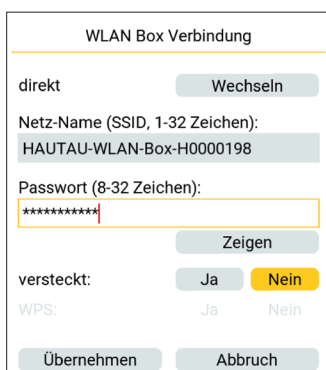 WLAN Box Verbindung
direkt Wechseln
Netz-Name (SSID, 1-32 Zeichen):
HAUTAU-WLAN-Box-H0000198
Passwort (8-32 Zeichen):
***********
Zeigen
versteckt: Ja Nein
WPS: Ja Nein
Übernehmen Abbruch